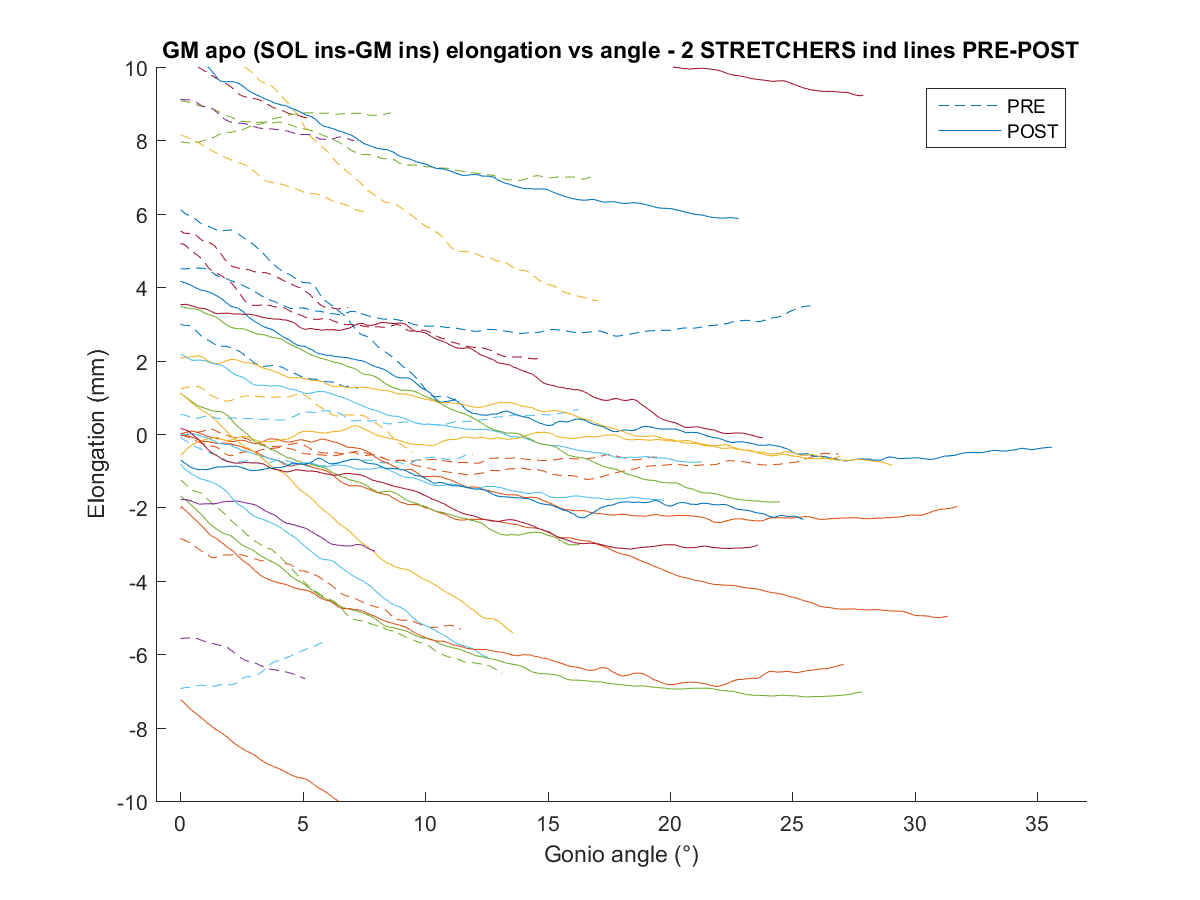 GM apo (SOL ins-GM ins) elongation vs angle - 2 STRETCHERS ind lines PRE-POST
10
8
6
4
2
0
-2
-4
-6
-8
-10
Elongation (mm)
PRE
POST
0 5 10 15 20 25 30 35
Gonio angle (°)